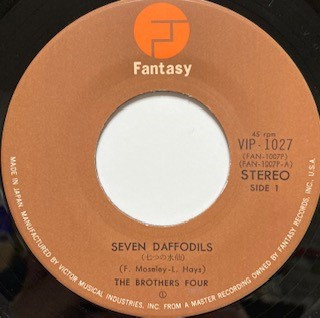 Fantasy
45 rpm
VIP-1027
(FAN-1007F)
(FAN-1007F-A)
STEREO
SIDE 1
SEVEN DAFFODILS
(七つの水仙)
(F. Moseley-L. Hays)
THE BROTHERS FOUR
Ⓘ
MADE IN JAPAN. MANUFACTURED BY VICTOR MUSICAL INDUSTRIES, INC. FROM A MASTER RECORDING OWNED BY FANTASY RECORDS, INC. U.S.A.